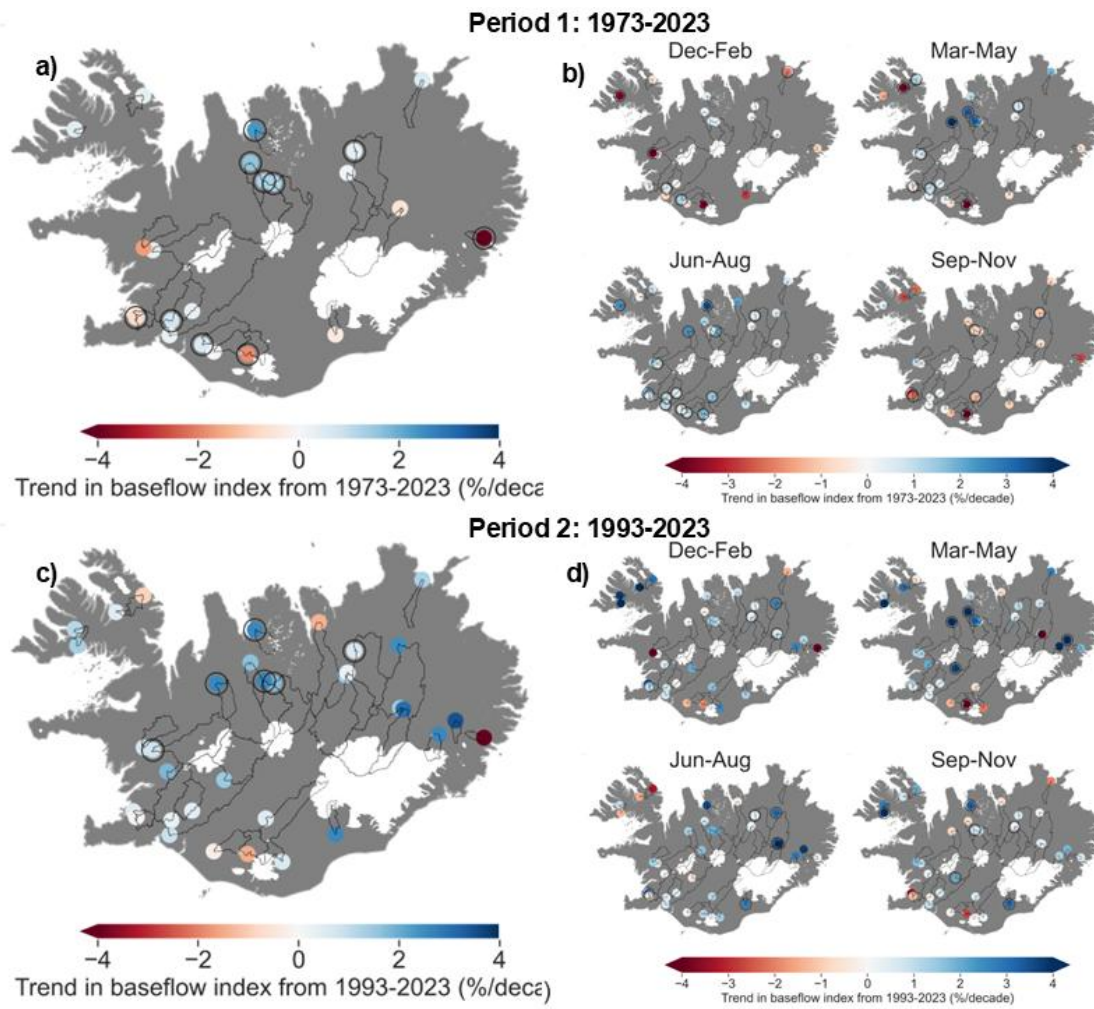 Period 1: 1973-2023
a)
b)
Dec-Feb
Mar-May
Jun-Aug
Sep-Nov
−4 −2 0 2 4
Trend in baseflow index from 1973-2023 (%/deca
−4 −3 −2 −1 0 1 2 3 4
Trend in baseflow index from 1973-2023 (%/decade)
Period 2: 1993-2023
c)
d)
Dec-Feb
Mar-May
Jun-Aug
Sep-Nov
−4 −2 0 2 4
Trend in baseflow index from 1993-2023 (%/deca)
−4 −3 −2 −1 0 1 2 3 4
Trend in baseflow index from 1993-2023 (%/decade)